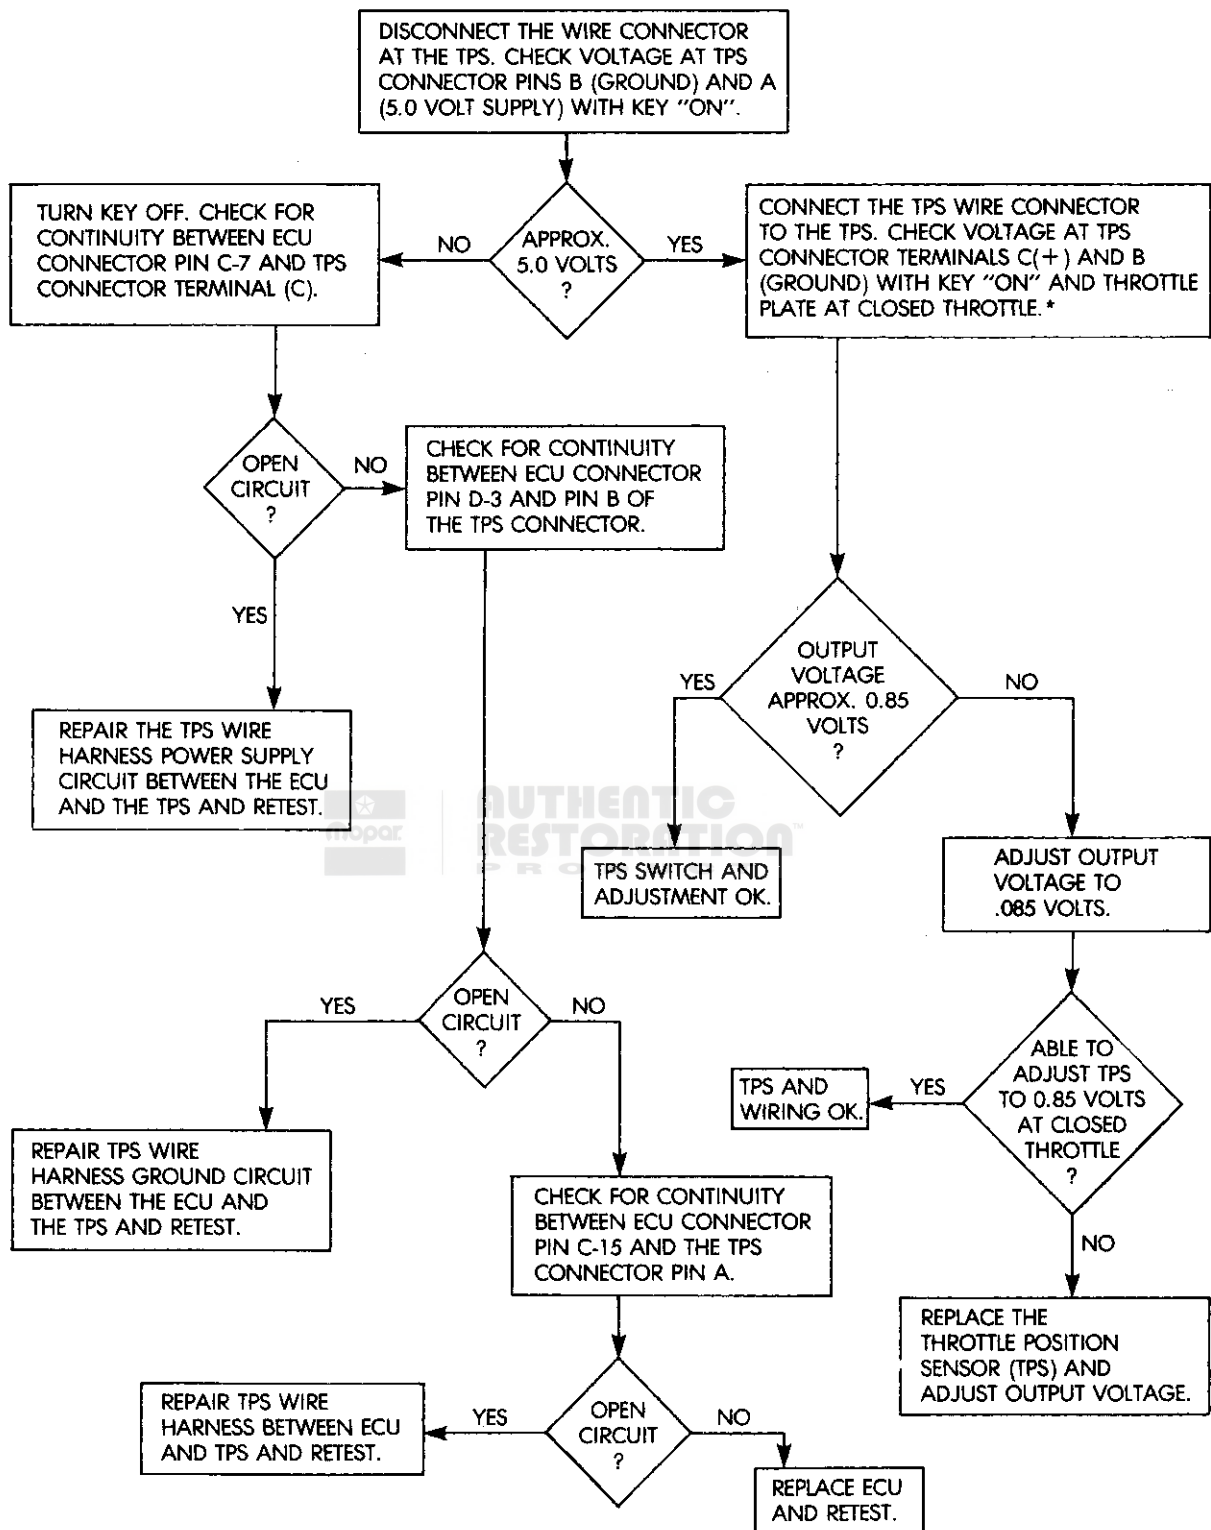 DISCONNECT THE WIRE CONNECTOR
AT THE TPS. CHECK VOLTAGE AT TPS
CONNECTOR PINS B (GROUND) AND A
(5.0 VOLT SUPPLY) WITH KEY "ON".
TURN KEY OFF. CHECK FOR
CONTINUITY BETWEEN ECU
CONNECTOR PIN C-7 AND TPS
CONNECTOR TERMINAL (C).
NO
APPROX.
5.0 VOLTS
?
YES
CONNECT THE TPS WIRE CONNECTOR
TO THE TPS. CHECK VOLTAGE AT TPS
CONNECTOR TERMINALS C(+) AND B
(GROUND) WITH KEY "ON" AND THROTTLE
PLATE AT CLOSED THROTTLE.*
OPEN
CIRCUIT
?
NO
CHECK FOR CONTINUITY
BETWEEN ECU CONNECTOR
PIN D-3 AND PIN B OF
THE TPS CONNECTOR.
YES
REPAIR THE TPS WIRE
HARNESS POWER SUPPLY
CIRCUIT BETWEEN THE ECU
AND THE TPS AND RETEST.
YES
OUTPUT
VOLTAGE
APPROX. 0.85
VOLTS
?
NO
Mopar
AUTHENTIC
RESTORATION™
TPS SWITCH AND
ADJUSTMENT OK.
ADJUST OUTPUT
VOLTAGE TO
.085 VOLTS.
YES
OPEN
CIRCUIT
?
NO
TPS AND
WIRING OK.
YES
ABLE TO
ADJUST TPS
TO 0.85 VOLTS
AT CLOSED
THROTTLE
?
NO
REPAIR TPS WIRE
HARNESS GROUND CIRCUIT
BETWEEN THE ECU AND
THE TPS AND RETEST.
CHECK FOR CONTINUITY
BETWEEN ECU CONNECTOR
PIN C-15 AND THE TPS
CONNECTOR PIN A.
REPLACE THE
THROTTLE POSITION
SENSOR (TPS) AND
ADJUST OUTPUT VOLTAGE.
REPAIR TPS WIRE
HARNESS BETWEEN ECU
AND TPS AND RETEST.
YES
OPEN
CIRCUIT
?
NO
REPLACE ECU
AND RETEST.